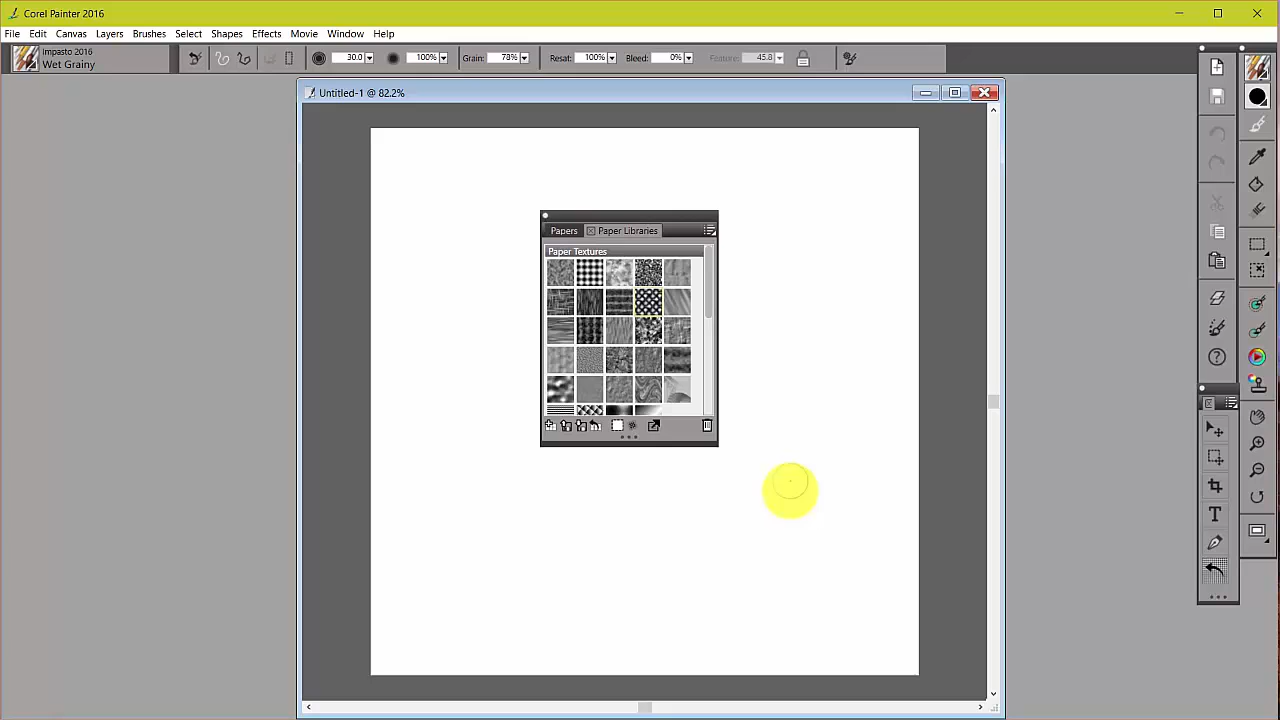 Corel Painter 2016
File Edit Canvas Layers Brushes Select Shapes Effects Movie Window Help
Impasto 2016
Wet Grainy
30.0 100% Grain: 78% Resat: 100% Bleed: 0% Feature: 45.8
Untitled-1 @ 82.2%
Papers Paper Libraries
Paper Textures